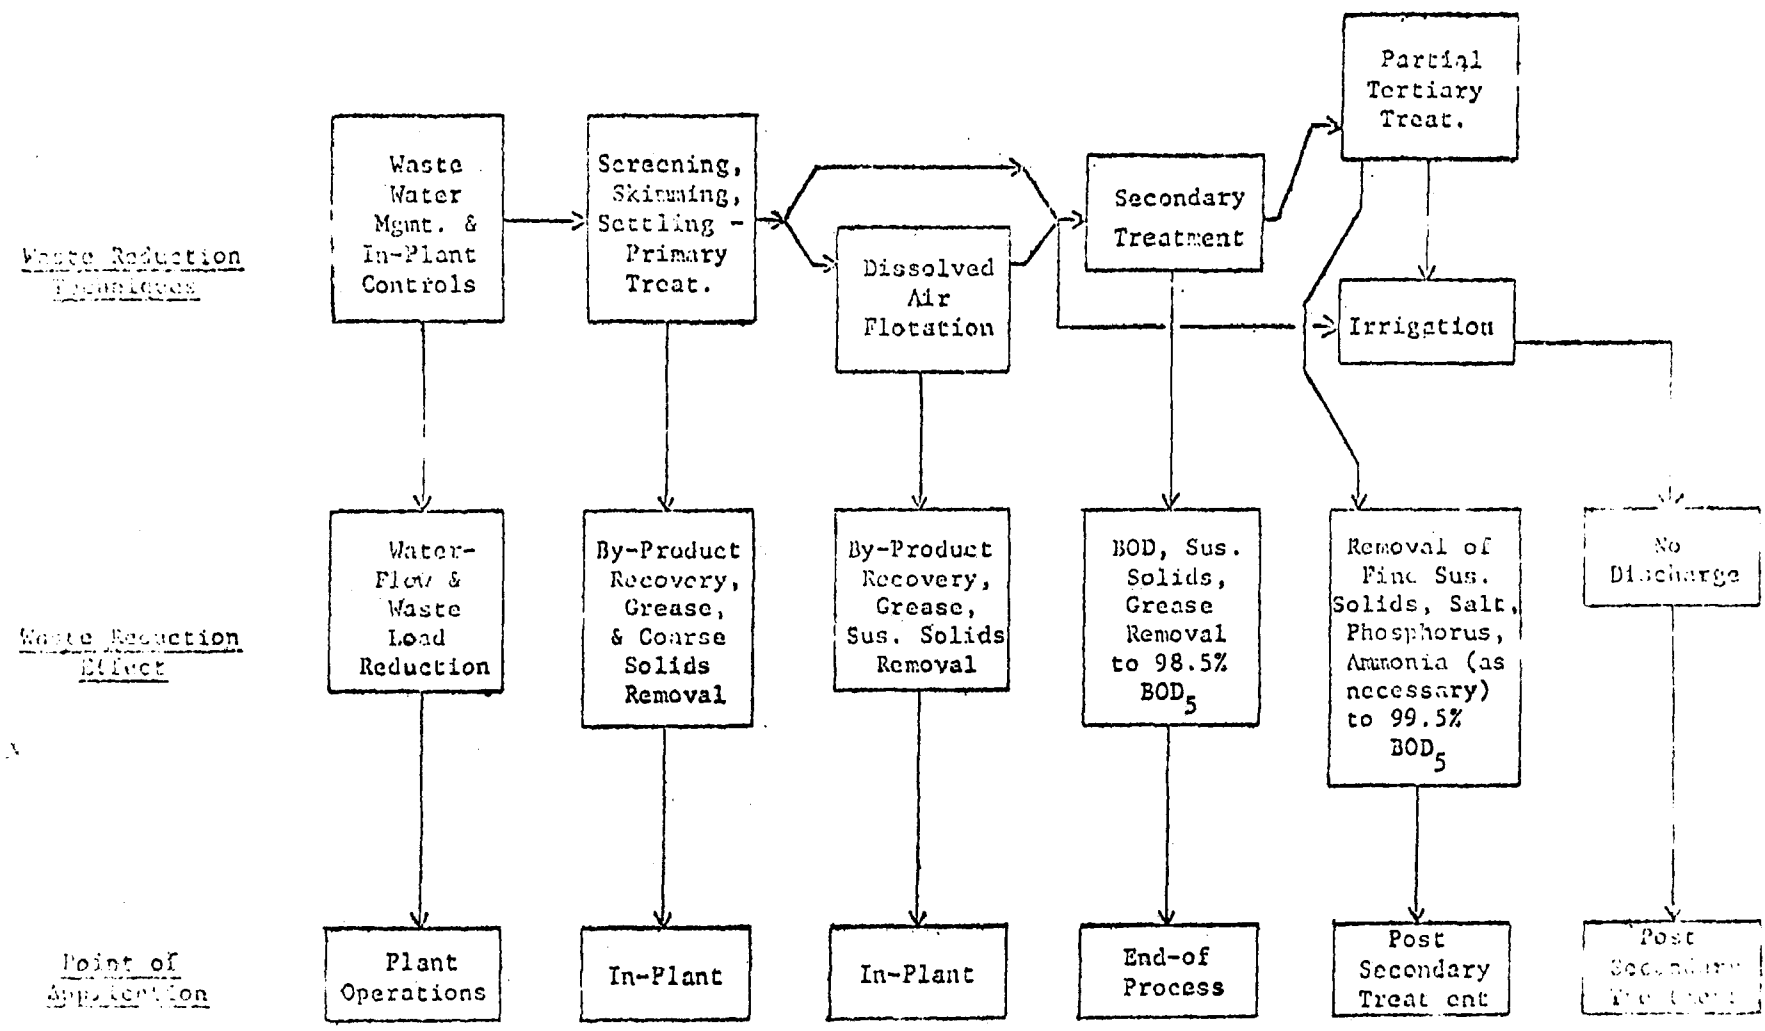 Partial
Tertiary
Treat.
Waste
Water
Mgmt. &
In-Plant
Controls
Screening,
Skimming,
Settling -
Primary
Treat.
Secondary
Treatment
Dissolved
Air
Flotation
Irrigation
Waste Reduction
Techniques
Water-
Flow &
Waste
Load
Reduction
By-Product
Recovery,
Grease,
& Coarse
Solids
Removal
By-Product
Recovery,
Grease,
Sus. Solids
Removal
BOD, Sus.
Solids,
Grease
Removal
to 98.5%
BOD5
Removal of
Fine Sus.
Solids, Salt,
Phosphorus,
Ammonia (as
necessary)
to 99.5%
BOD5
No
Discharge
Waste Reduction
Effect
Plant
Operations
In-Plant
In-Plant
End-of
Process
Post
Secondary
Treat ent
Post
Secondary
Point of
Application